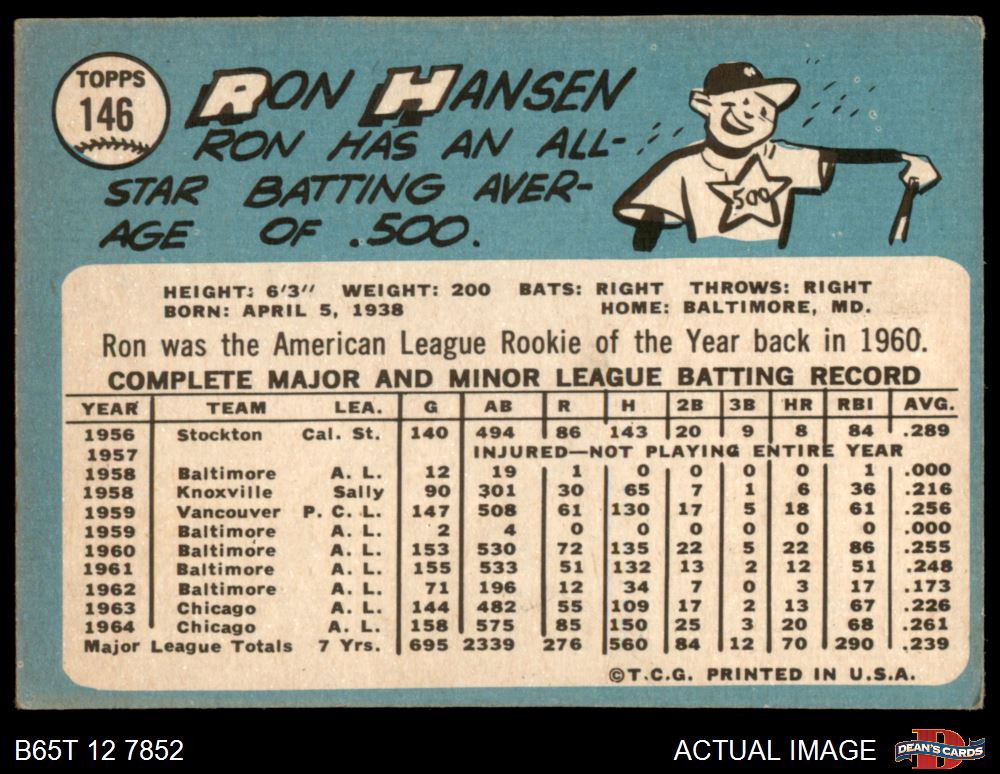 TOPPS
146
RON HANSEN
RON HAS AN ALL-
STAR BATTING AVER-
AGE OF .500.
.500
HEIGHT: 6'3" WEIGHT: 200 BATS: RIGHT THROWS: RIGHT
BORN: APRIL 5, 1938 HOME: BALTIMORE, MD.
Ron was the American League Rookie of the Year back in 1960.
COMPLETE MAJOR AND MINOR LEAGUE BATTING RECORD
YEAR TEAM LEA. G AB R H 2B 3B HR RBI AVG.
1956 Stockton Cal. St. 140 494 86 143 20 9 8 84 .289
1957 INJURED—NOT PLAYING ENTIRE YEAR
1958 Baltimore A. L. 12 19 1 0 0 0 0 1 .000
1958 Knoxville Sally 90 301 30 65 7 1 6 36 .216
1959 Vancouver P. C. L. 147 508 61 130 17 5 18 61 .256
1959 Baltimore A. L. 2 4 0 0 0 0 0 0 .000
1960 Baltimore A. L. 153 530 72 135 22 5 22 86 .255
1961 Baltimore A. L. 155 533 51 132 13 2 12 51 .248
1962 Baltimore A. L. 71 196 12 34 7 0 3 17 .173
1963 Chicago A. L. 144 482 55 109 17 2 13 67 .226
1964 Chicago A. L. 158 575 85 150 25 3 20 68 .261
Major League Totals 7 Yrs. 695 2339 276 560 84 12 70 290 .239
©T.C.G. PRINTED IN U.S.A.
B65T 12 7852 ACTUAL IMAGE DEAN'S CARDS